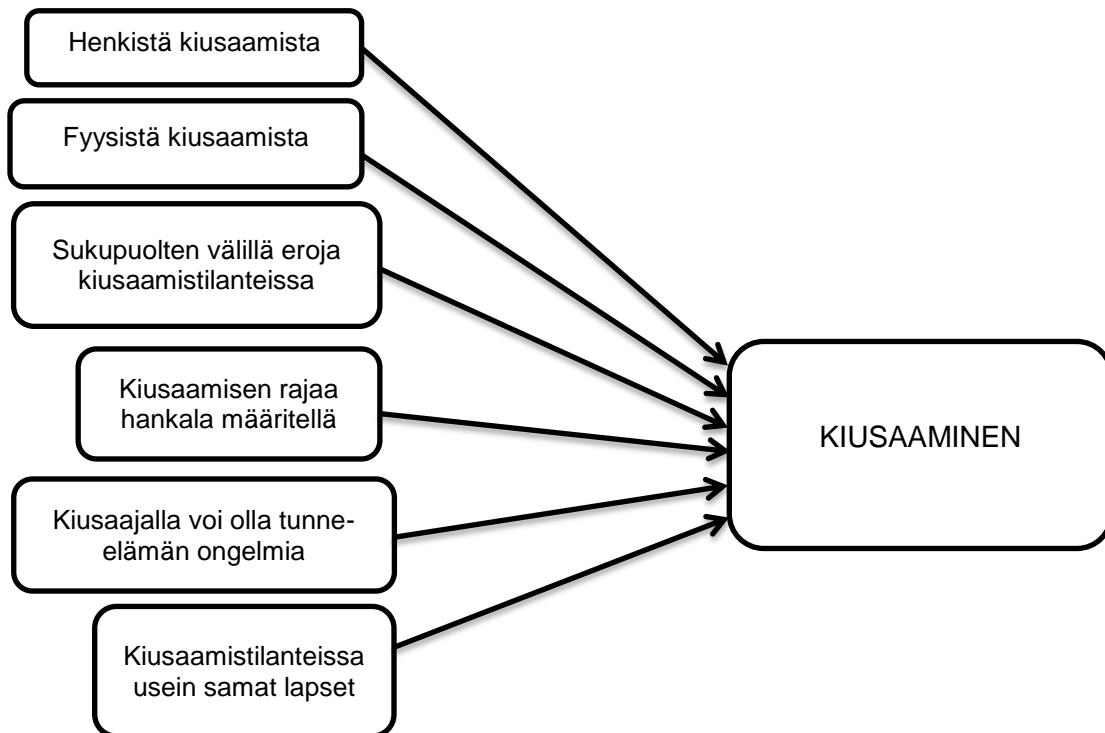 Henkistä kiusaamista
Fyysistä kiusaamista
Sukupuolten välillä eroja
kiusaamistilanteissa
Kiusaamisen rajaa
hankala määritellä
Kiusaajalla voi olla tunne-
elämän ongelmia
Kiusaamistilanteissa
usein samat lapset
KIUSAAMINEN